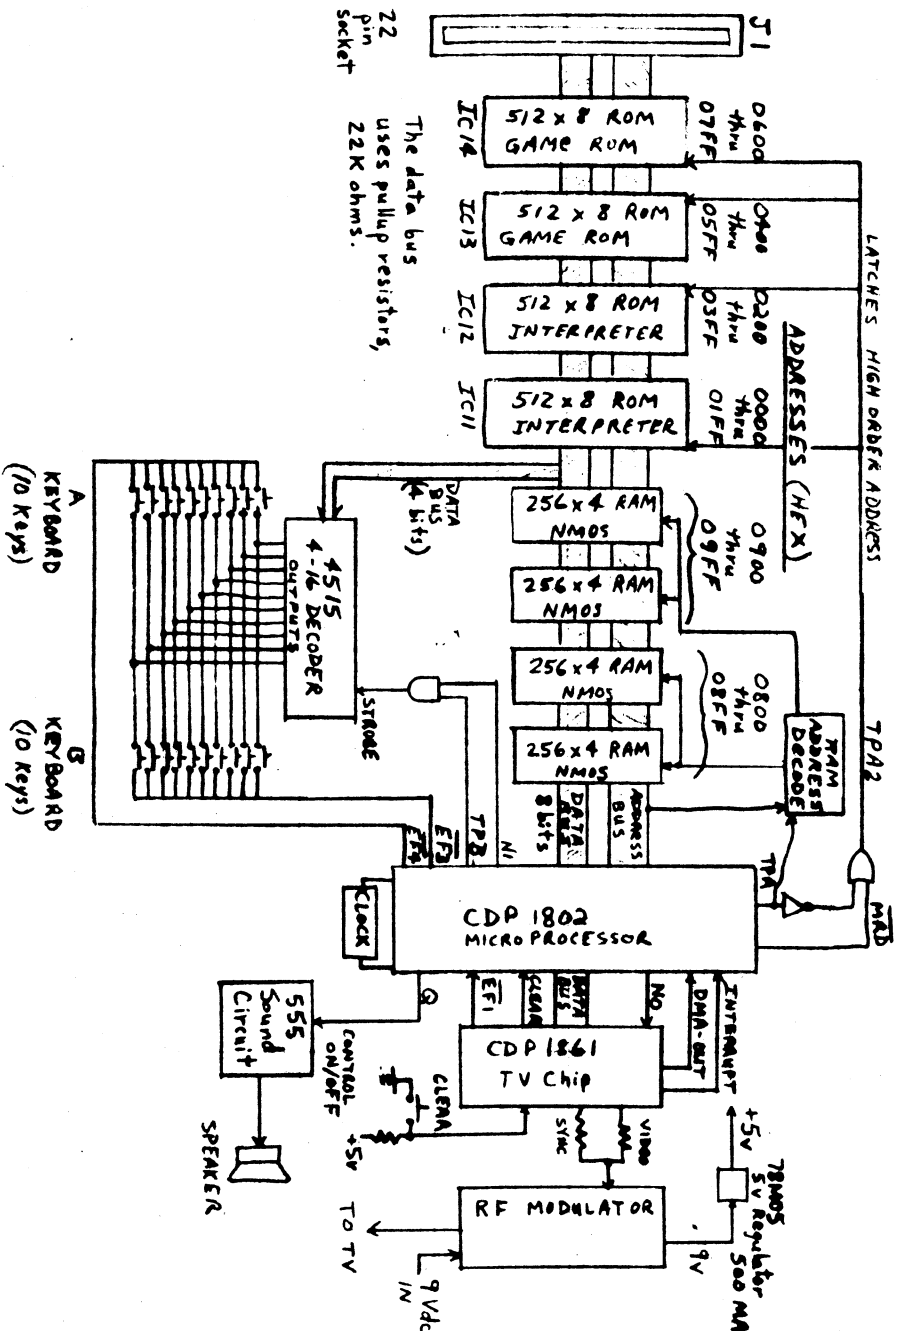 J1
22
pin
socket
The data bus
uses pullup resistors,
22K ohms.
512 x 8 ROM
GAME ROM
IC14
0600
thru
07FF
512 x 8 ROM
GAME ROM
IC13
0400
thru
05FF
512 x 8 ROM
INTERPRETER
IC12
0200
thru
03FF
512 x 8 ROM
INTERPRETER
IC11
0000
thru
01FF
ADDRESSES (HEX)
LATCHES HIGH ORDER ADDRESS
TPA2
256 x 4 RAM
NMOS
256 x 4 RAM
NMOS
0900
thru
09FF
256 x 4 RAM
NMOS
256 x 4 RAM
NMOS
0800
thru
08FF
RAM
ADDRESS
DECODE
DATA
BUS
(4 bits)
4515
4-16 DECODER
OUTPUTS
STROBE
A
KEYBOARD
(10 Keys)
B
KEYBOARD
(10 Keys)
ADDRESS
BUS
DATA
BUS
8 bits
N1
TPB
EF3
EF4
TPA
MRD
CDP 1802
MICROPROCESSOR
CLOCK
Q
EF1
CLEAR
DATA
BUS
NO
DMA-OUT
INTERRUPT
CDP 1861
TV Chip
555
Sound
Circuit
CONTROL
ON/OFF
SPEAKER
CLEAR
+5v
SYNC
VIDEO
RF MODULATOR
TO TV
9 Vdc
IN
9v
+5v
78M05
5v Regulator
500 MA